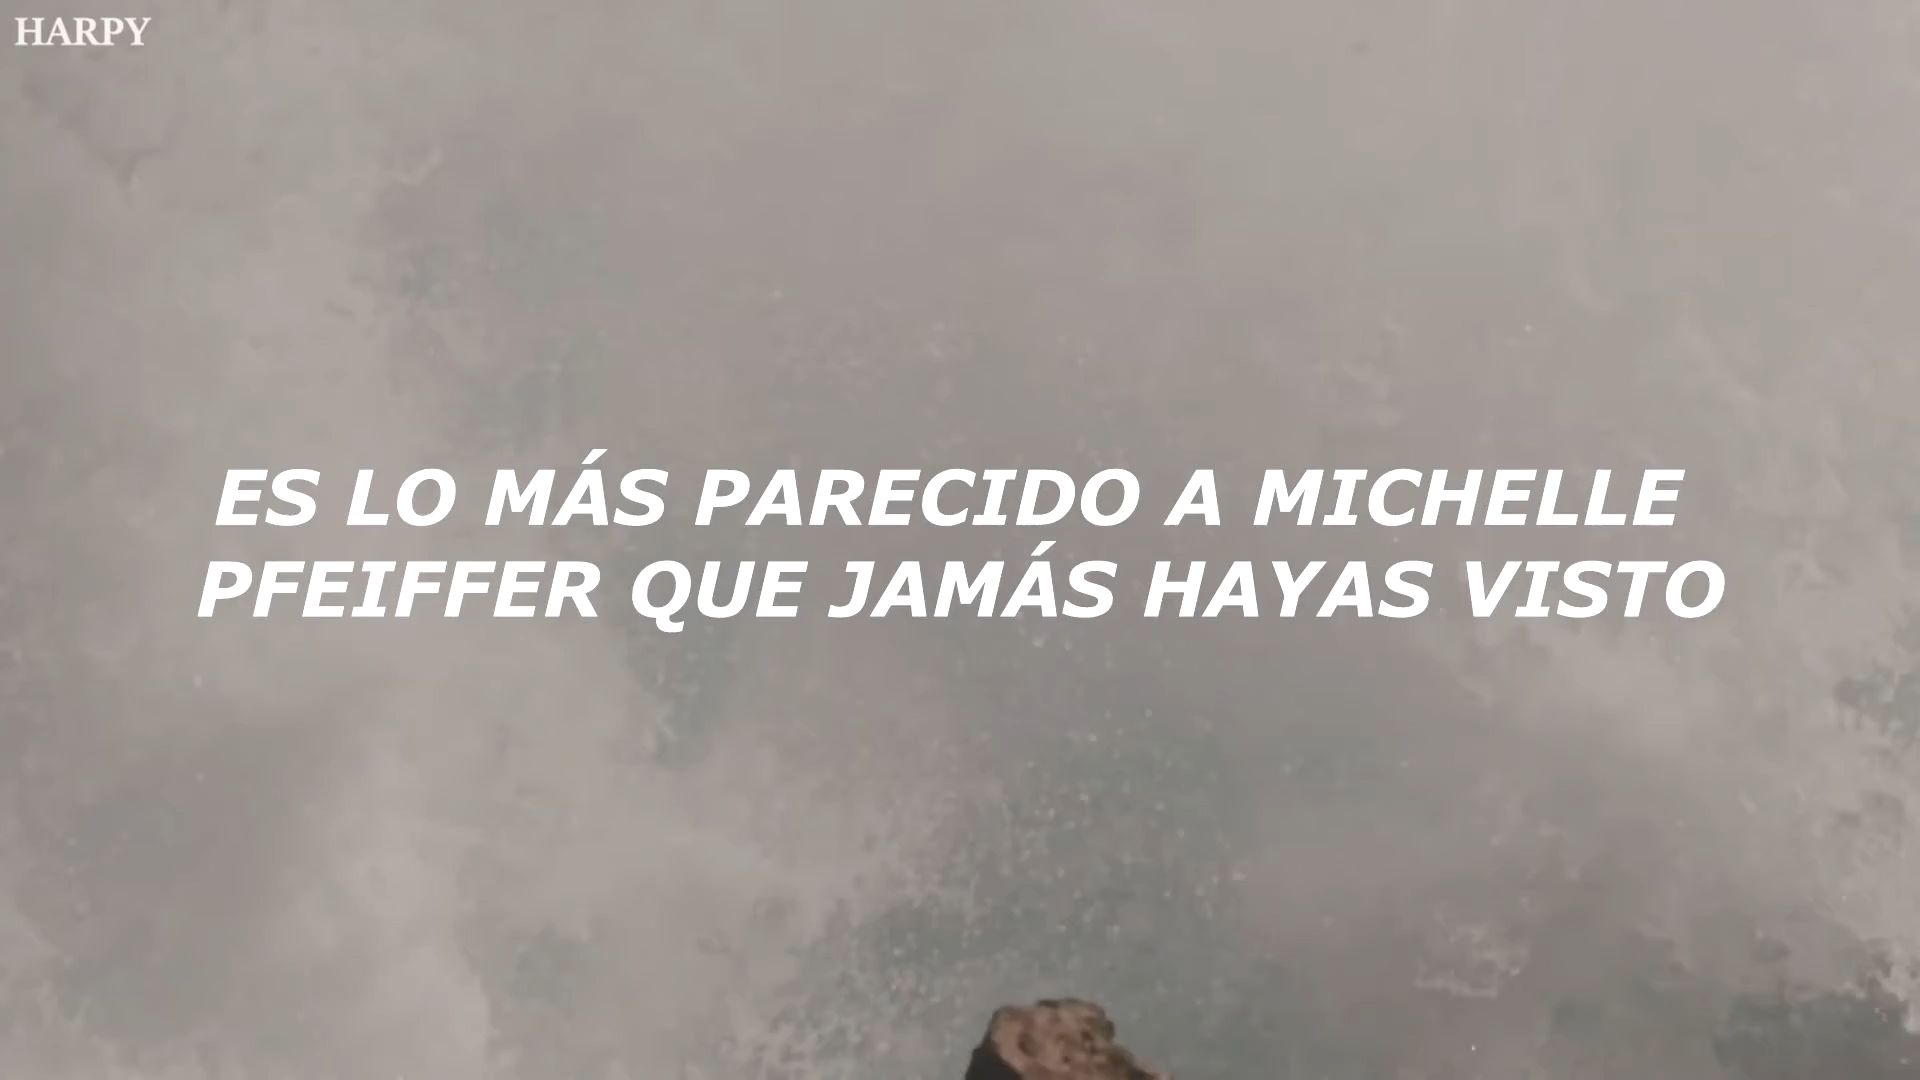 HARPY
ES LO MÁS PARECIDO A MICHELLE
PFEIFFER QUE JAMÁS HAYAS VISTO